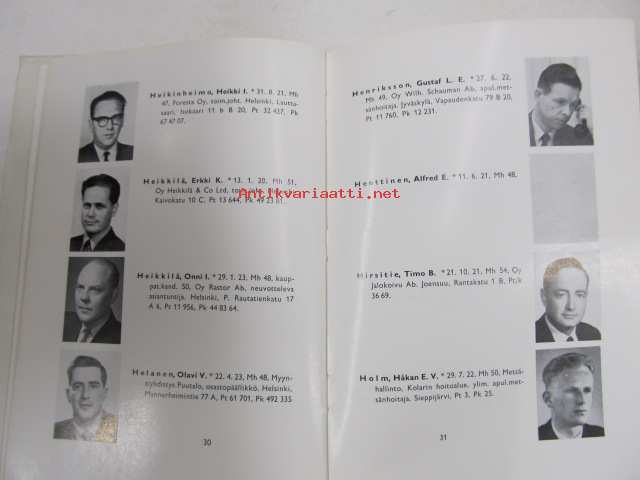 Heikinheimo, Heikki I. *31. 8. 21, Mh
47, Foresta Oy, toim.joht. Helsinki, Lautta-
saari, Isokaari 11 b B 20, Pt 32 437, Pk
67 47 07.
Heikkilä, Erkki K. *13. 1. 20, Mh 51,
Oy Heikkilä & Co Ltd,
Kaivokatu 10 C, Pt 13 644, Pk 49 23 81.
Heikkilä, Onni I. *29. 1. 23, Mh 48, kaup-
pat.kand. 50, Oy Rastor Ab, neuvotteleva
asiantuntija, Helsinki, P. Rautatienkatu 17
A 6, Pt 11 956, Pk 44 83 64.
Helanen, Olavi V. *22. 4. 23, Mh 48, Myyn-
tiyhdistys Puutalo, osastopäällikkö, Helsinki,
Mannerheimintie 77 A, Pt 61 701, Pk 492 335
30
Henriksson, Gustaf L. E. *27. 6. 22,
Mh 49, Oy Wilh. Schauman Ab, apul.met-
sänhoitaja, Jyväskylä, Vapaudenkatu 79 B 20,
Pt 11 760, Pk 12 231.
Henttinen, Alfred E. *11. 6. 21, Mh 48.
Hirsitie, Timo B. *21. 10. 21, Mh 54, Oy
Jalokoivu Ab, Joensuu, Rantakatu 1 B, Pt:k
36 69.
Holm, Håkan E. V. *29. 7. 22, Mh 50, Metsä-
hallinto, Kolarin hoitoalue, ylim. apul.met-
sänhoitaja, Sieppijärvi, Pt 3, Pk 25.
31
Antikvariaatti.net